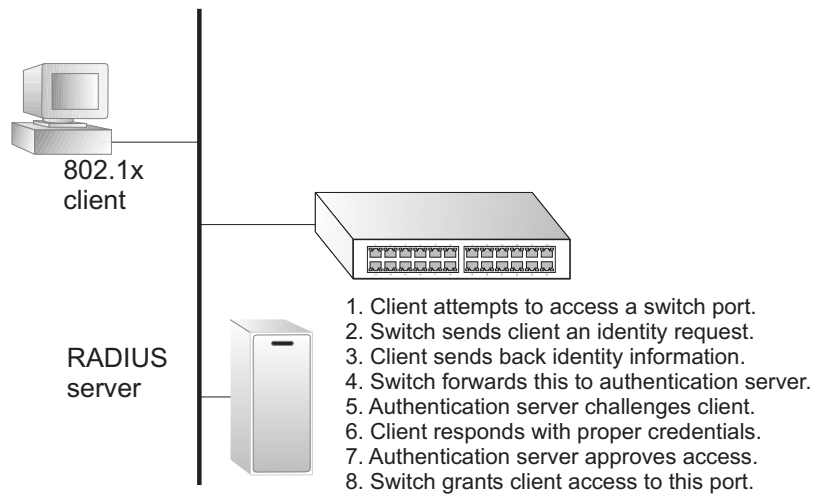 802.1x
client
1. Client attempts to access a switch port.
2. Switch sends client an identity request.
3. Client sends back identity information.
4. Switch forwards this to authentication server.
5. Authentication server challenges client.
6. Client responds with proper credentials.
7. Authentication server approves access.
8. Switch grants client access to this port.
RADIUS
server